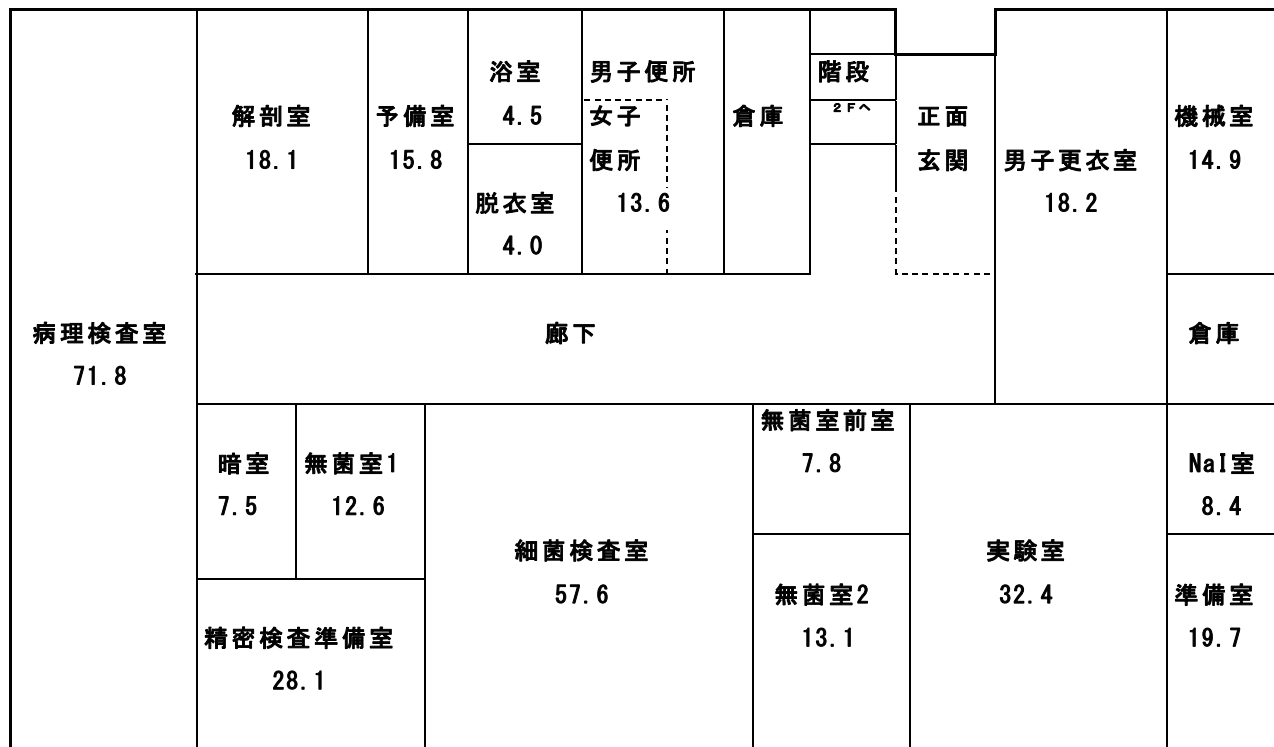 解剖室
18.1
予備室
15.8
浴室
4.5
脱衣室
4.0
男子便所
女子
便所
13.6
倉庫
階段
2Fへ
正面
玄関
男子更衣室
18.2
機械室
14.9
病理検査室
71.8
廊下
倉庫
暗室
7.5
無菌室1
12.6
精密検査準備室
28.1
細菌検査室
57.6
無菌室前室
7.8
無菌室2
13.1
実験室
32.4
NaI室
8.4
準備室
19.7